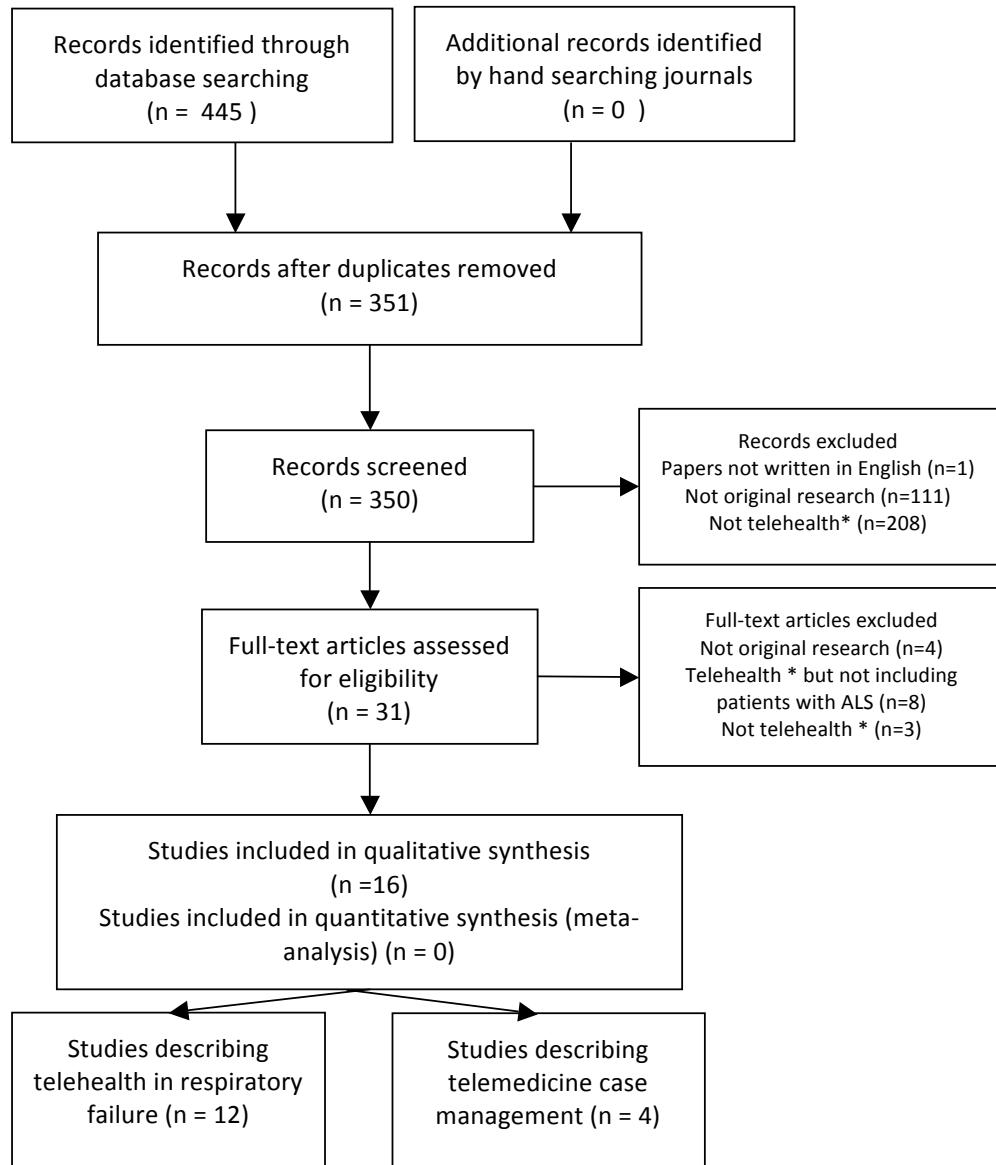 Records identified through
database searching
(n =  445 )
Additional records identified
by hand searching journals
(n = 0  )
Records after duplicates removed
(n = 351)
Records screened
(n = 350)
Records excluded
Papers not written in English (n=1)
Not original research (n=111)
Not telehealth* (n=208)
Full-text articles assessed
for eligibility
(n = 31)
Full-text articles excluded
Not original research (n=4)
Telehealth * but not including
patients with ALS (n=8)
Not telehealth * (n=3)
Studies included in qualitative synthesis
(n =16)
Studies included in quantitative synthesis (meta-
analysis) (n = 0)
Studies describing
telehealth in respiratory
failure (n = 12)
Studies describing
telemedicine case
management (n = 4)